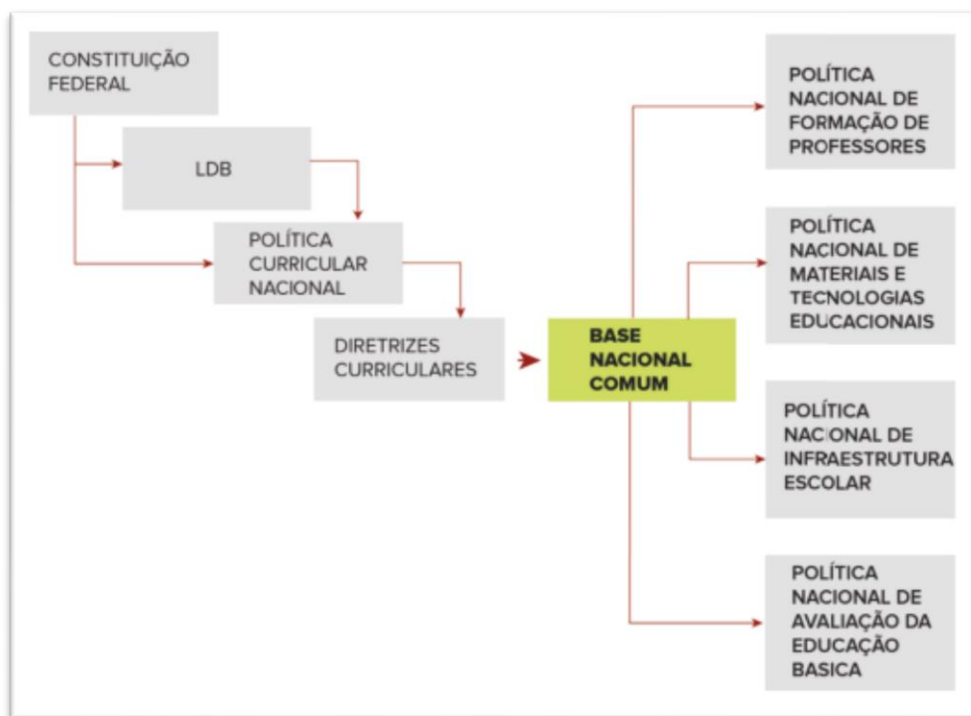 CONSTITUIÇÃO
FEDERAL
LDB
POLÍTICA
CURRICULAR
NACIONAL
DIRETRIZES
CURRICULARES
BASE
NACIONAL
COMUM
POLÍTICA
NACIONAL DE
FORMAÇÃO DE
PROFESSORES
POLÍTICA
NACIONAL DE
MATERIAIS E
TECNOLOGIAS
EDUCACIONAIS
POLÍTICA
NACIONAL DE
INFRAESTRUTURA
ESCOLAR
POLÍTICA
NACIONAL DE
AVALIAÇÃO DA
EDUCAÇÃO
BASICA